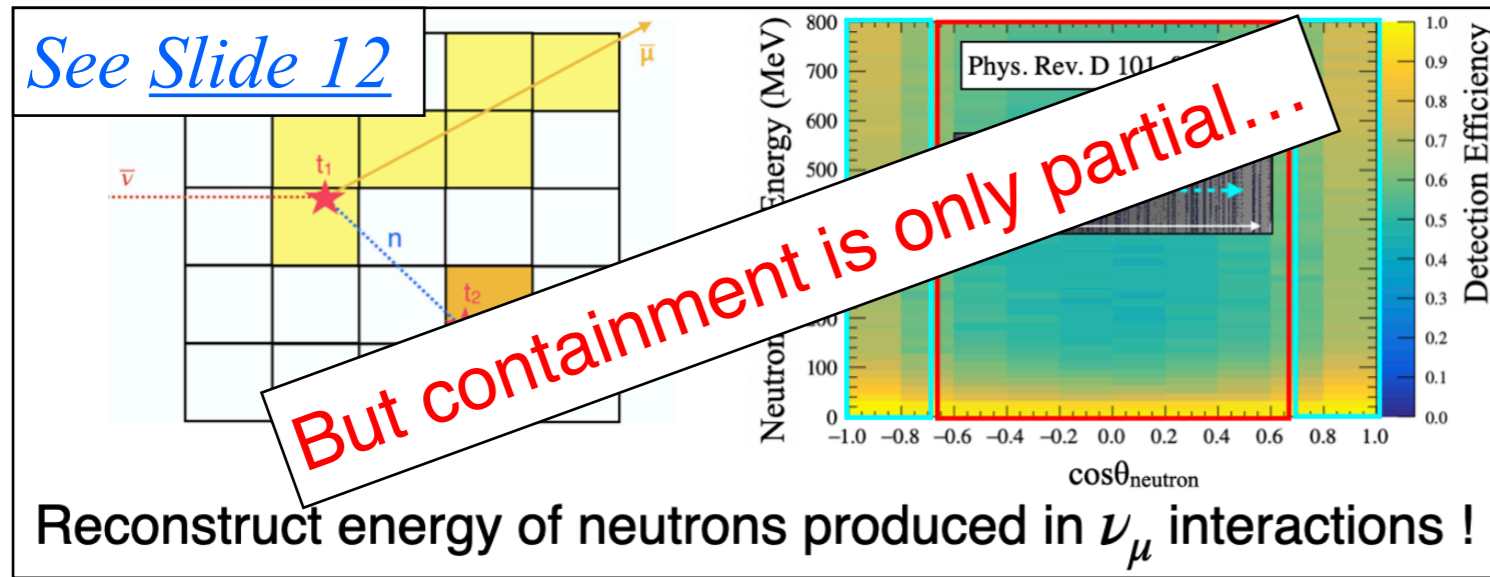 See Slide 12
ν̄
t₁
n
t₂
μ̄
But containment is only partial...
Phys. Rev. D 101
Neutron Energy (MeV)
800
700
600
500
200
100
0
−1.0 −0.8 −0.6 −0.4 −0.2 0.0 0.2 0.4 0.6 0.8 1.0
cosθneutron
1.0
0.9
0.8
0.7
0.6
0.5
0.4
0.3
0.2
0.1
0.0
Detection Efficiency
Reconstruct energy of neutrons produced in νμ interactions !